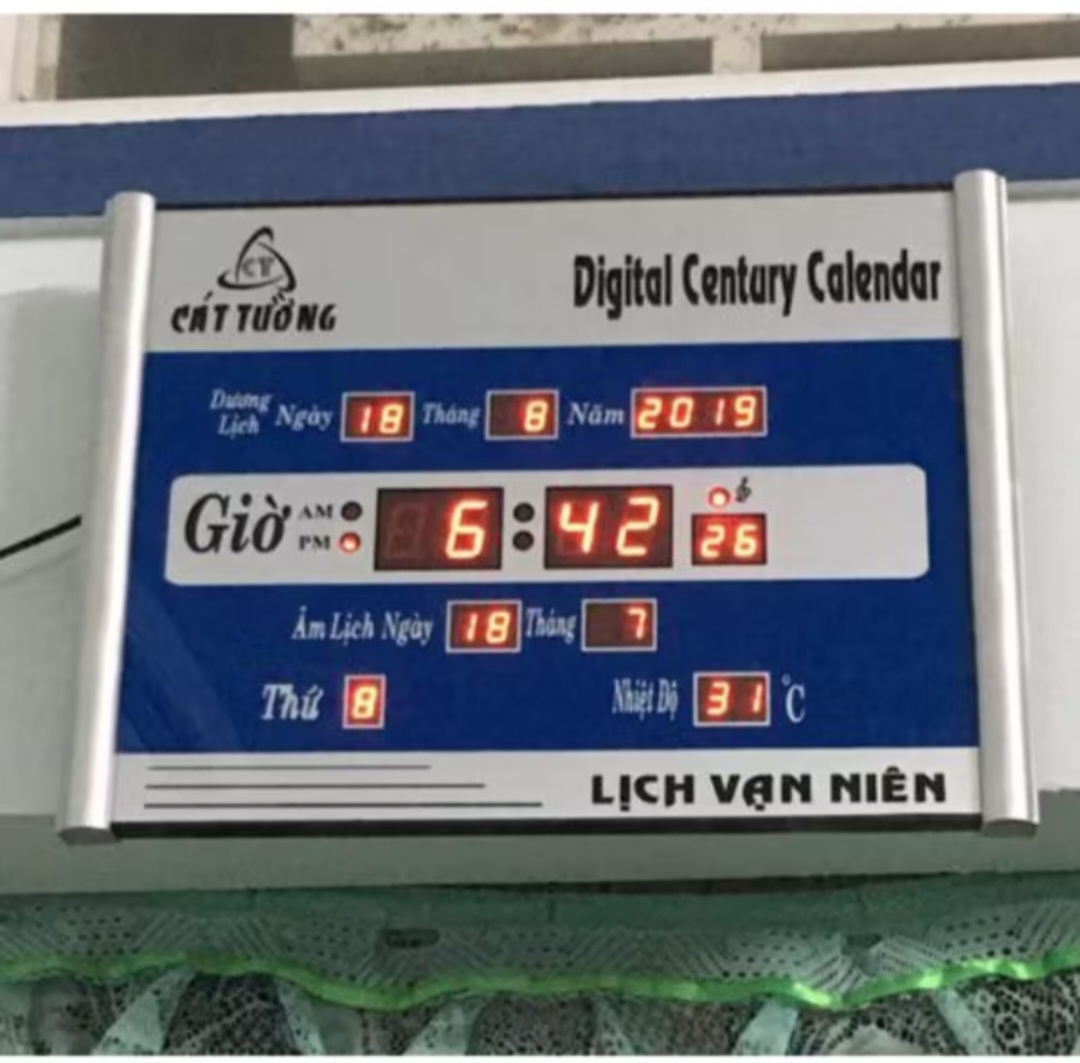 CT
CÁT TƯỜNG
Digital Century Calendar
Dương Lịch Ngày 18 Tháng 8 Năm 2019
Giờ AM PM 6:42 26
Âm Lịch Ngày 18 Tháng 7
Thứ 8 Nhiệt Độ 31 °C
LỊCH VẠN NIÊN